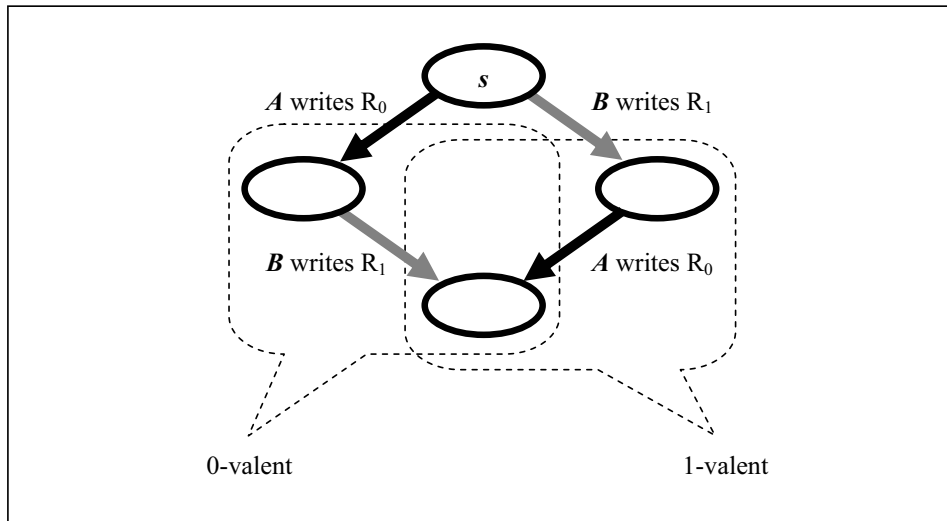 s
A writes R₀
B writes R₁
B writes R₁
A writes R₀
0-valent
1-valent